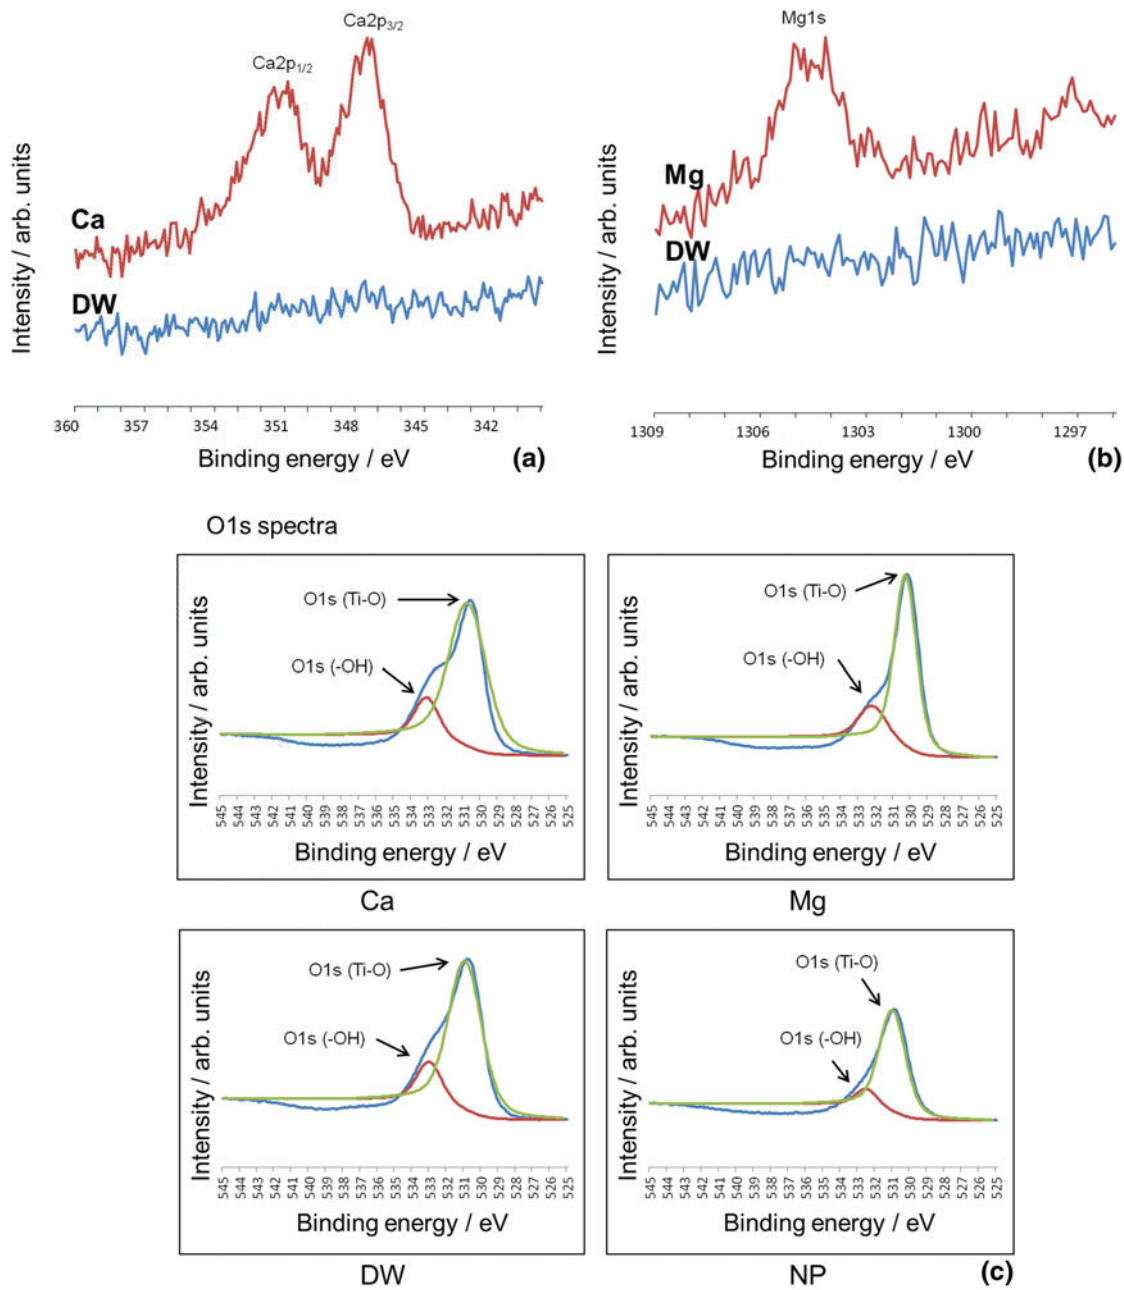 Ca2p1/2
Ca2p3/2
Ca
DW
Intensity / arb. units
360 357 354 351 348 345 342
Binding energy / eV
(a)
Mg1s
Mg
DW
Intensity / arb. units
1309 1306 1303 1300 1297
Binding energy / eV
(b)
O1s spectra
O1s (Ti-O)
O1s (-OH)
Intensity / arb. units
545 544 543 542 541 540 539 538 537 536 535 534 533 532 531 530 529 528 527 526 525
Binding energy / eV
Ca
O1s (Ti-O)
O1s (-OH)
Intensity / arb. units
545 544 543 542 541 540 539 538 537 536 535 534 533 532 531 530 529 528 527 526 525
Binding energy / eV
Mg
O1s (Ti-O)
O1s (-OH)
Intensity / arb. units
545 544 543 542 541 540 539 538 537 536 535 534 533 532 531 530 529 528 527 526 525
Binding energy / eV
DW
O1s (Ti-O)
O1s (-OH)
Intensity / arb. units
545 544 543 542 541 540 539 538 537 536 535 534 533 532 531 530 529 528 527 526 525
Binding energy / eV
NP
(c)